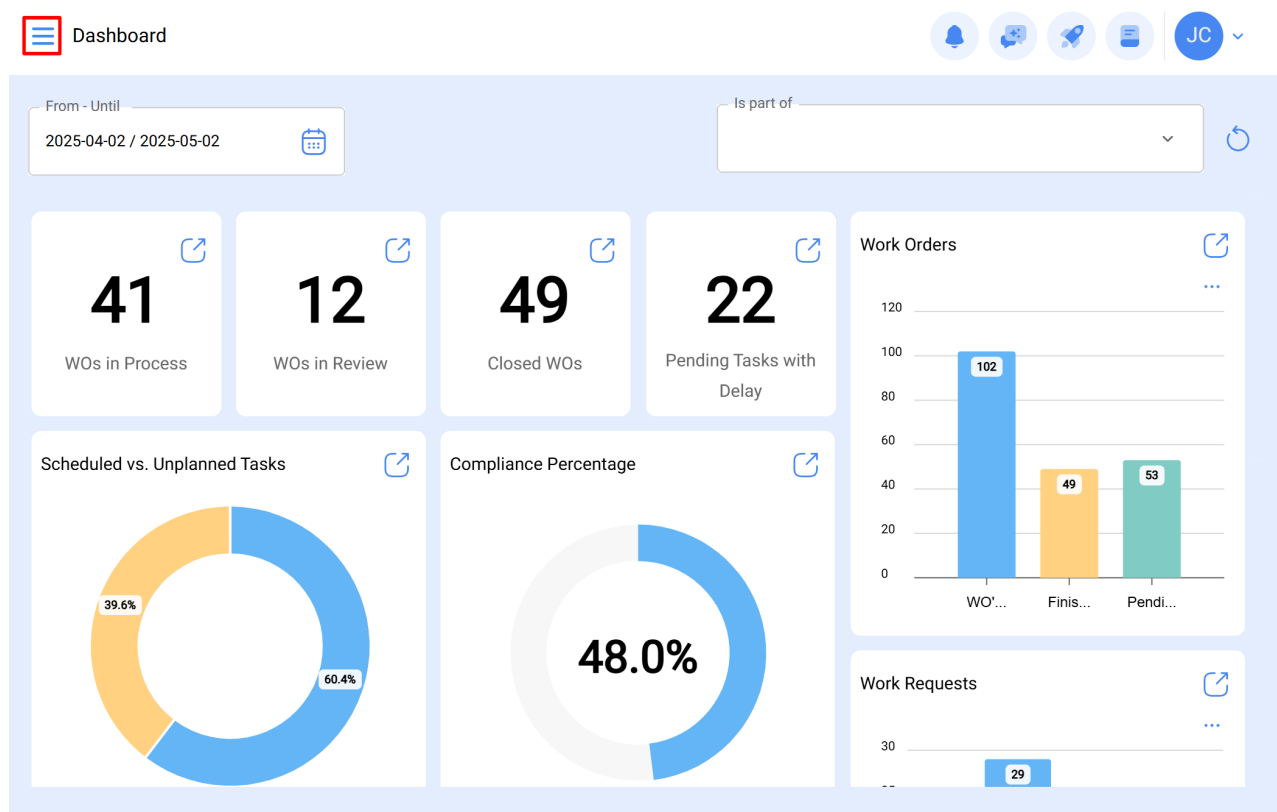 Dashboard
JC
From - Until
2025-04-02 / 2025-05-02
Is part of
41
WOs in Process
12
WOs in Review
49
Closed WOs
22
Pending Tasks with
Delay
Work Orders
120
100
80
60
40
20
0
102
49
53
WO'...
Finis...
Pendi...
Scheduled vs. Unplanned Tasks
39.6%
60.4%
Compliance Percentage
48.0%
Work Requests
30
29